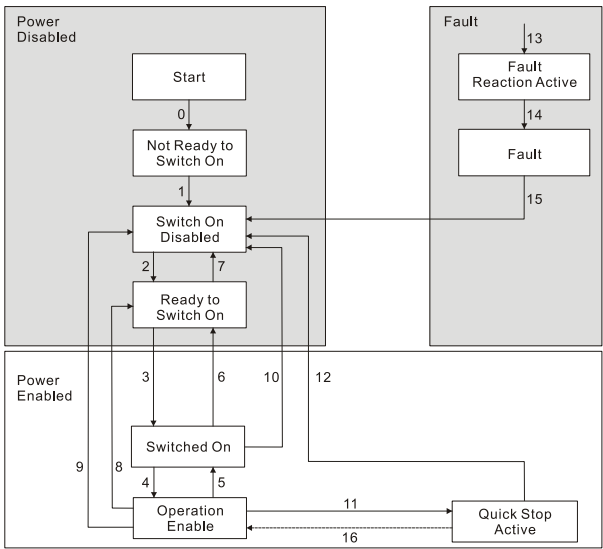 Power
Disabled
Fault
Start
13
Fault
Reaction Active
0
14
Not Ready to
Switch On
Fault
1
15
Switch On
Disabled
2
7
Ready to
Switch On
3
6
10
12
Power
Enabled
Switched On
9
8
4
5
Operation
Enable
11
16
Quick Stop
Active